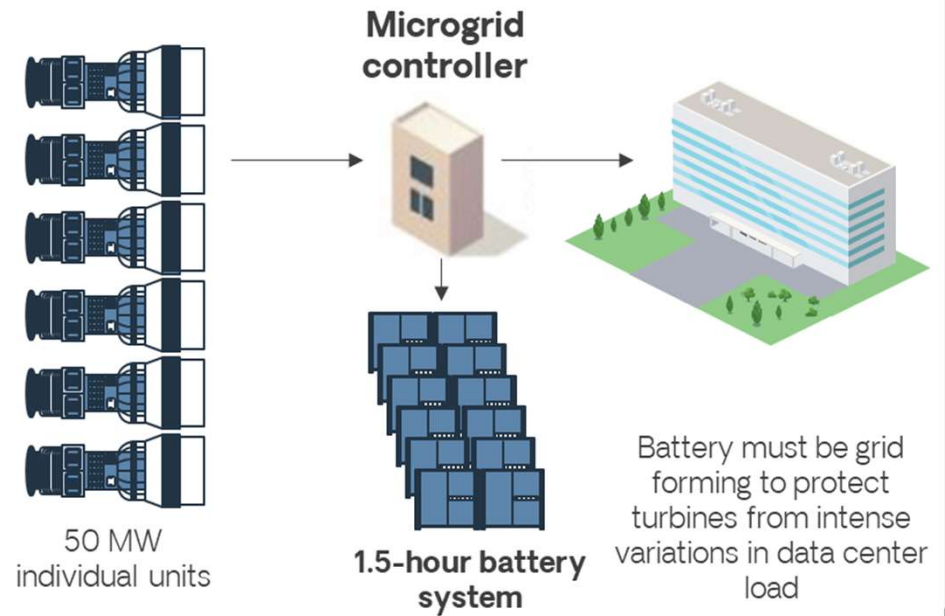 Microgrid
controller
50 MW
individual units
1.5-hour battery
system
Battery must be grid
forming to protect
turbines from intense
variations in data center
load